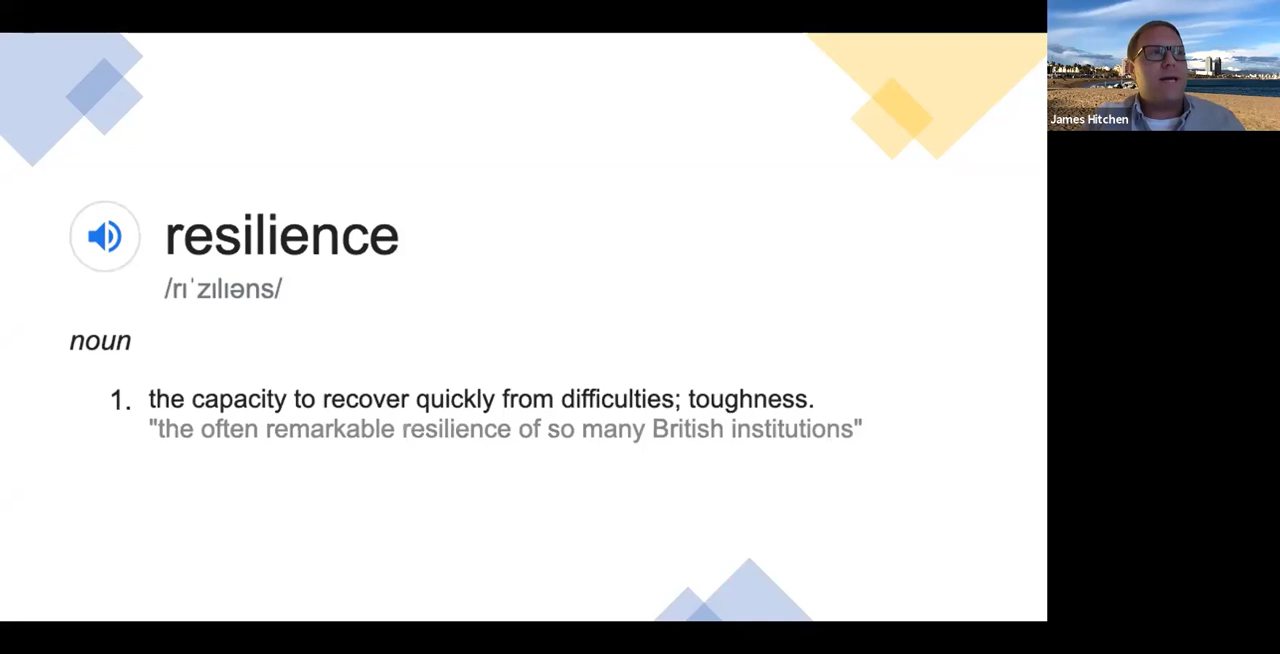 James Hitchen
resilience
/rɪˈzɪlɪəns/
noun
1. the capacity to recover quickly from difficulties; toughness.
"the often remarkable resilience of so many British institutions"